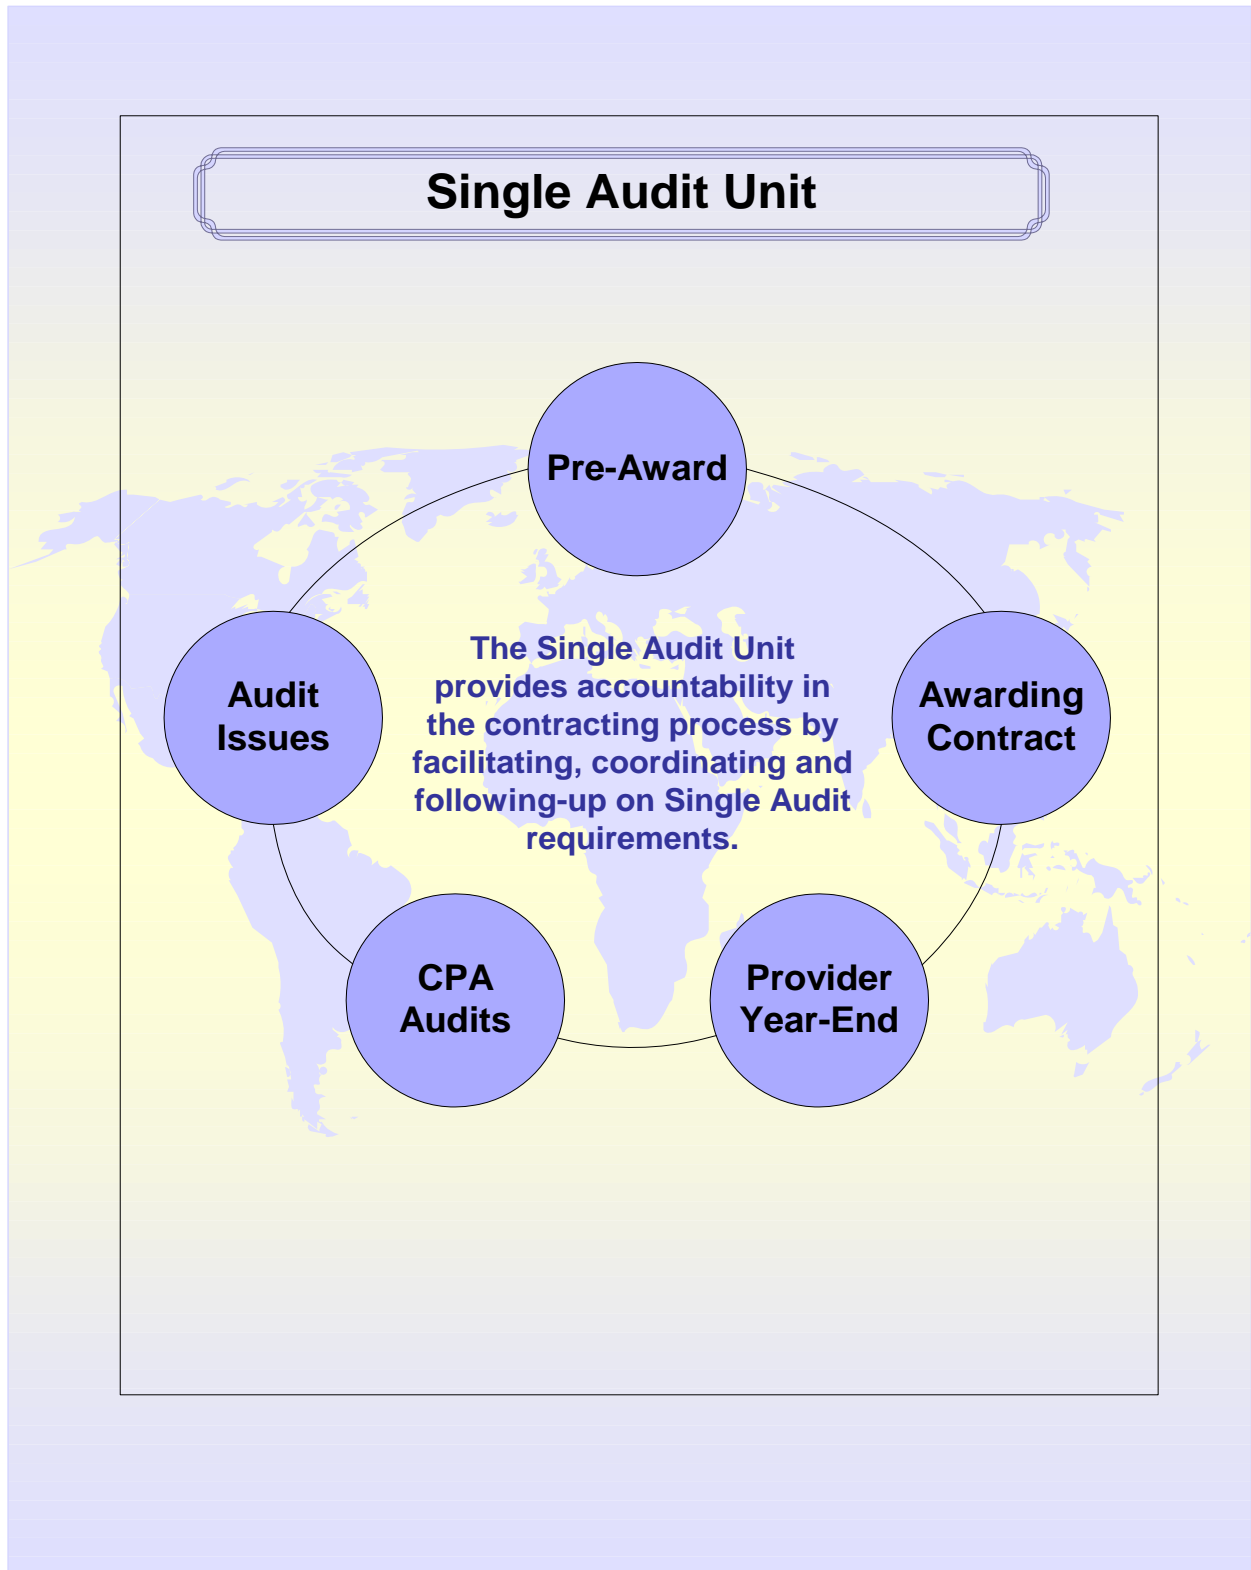 Single Audit Unit
Pre-Award
Audit
Issues
The Single Audit Unit
provides accountability in
the contracting process by
facilitating, coordinating and
following-up on Single Audit
requirements.
Awarding
Contract
CPA
Audits
Provider
Year-End